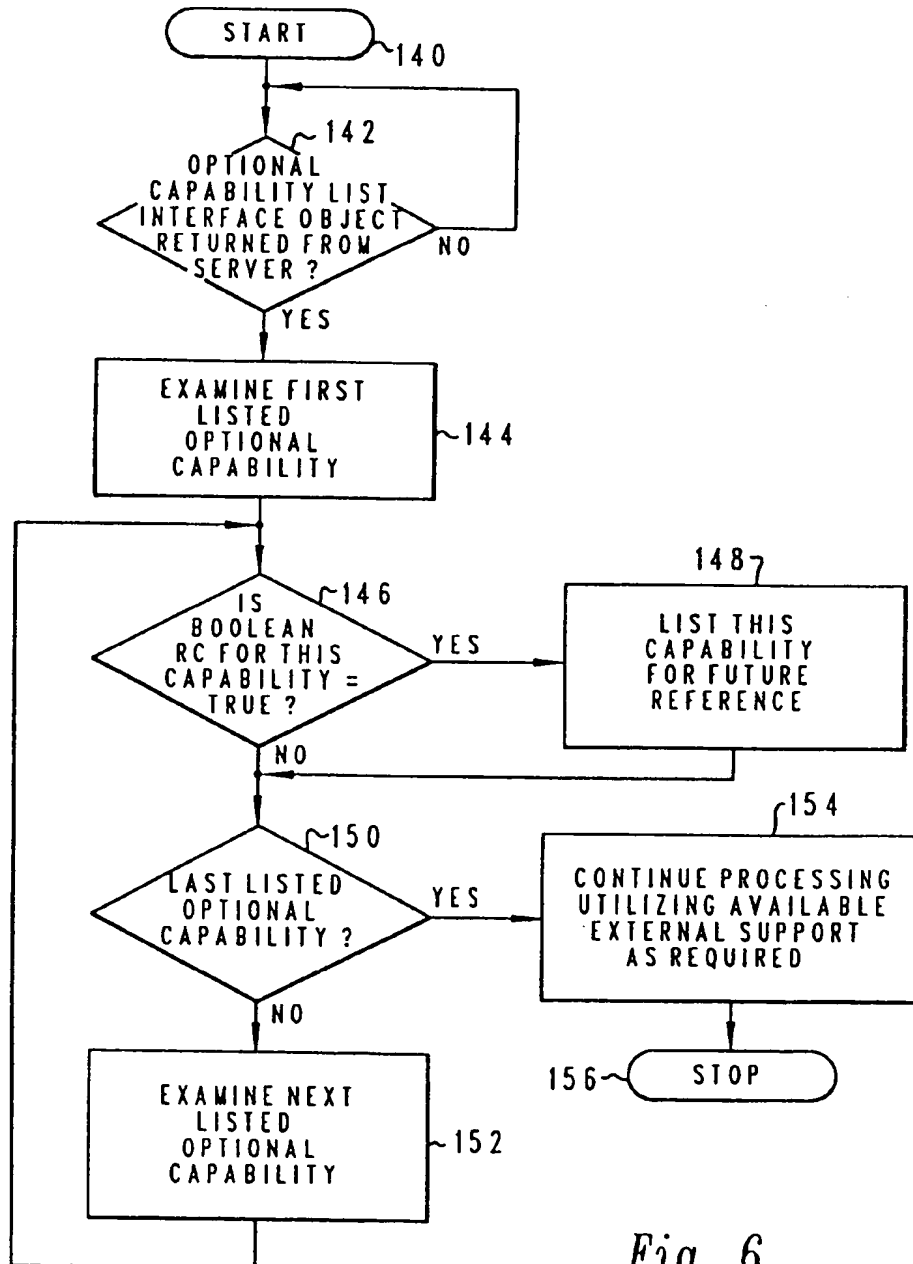 START
140
142
OPTIONAL
CAPABILITY LIST
INTERFACE OBJECT
RETURNED FROM
SERVER ?
NO
YES
EXAMINE FIRST
LISTED
OPTIONAL
CAPABILITY
144
146
IS
BOOLEAN
RC FOR THIS
CAPABILITY =
TRUE ?
YES
NO
148
LIST THIS
CAPABILITY
FOR FUTURE
REFERENCE
150
LAST LISTED
OPTIONAL
CAPABILITY ?
YES
NO
154
CONTINUE PROCESSING
UTILIZING AVAILABLE
EXTERNAL SUPPORT
AS REQUIRED
156
STOP
EXAMINE NEXT
LISTED
OPTIONAL
CAPABILITY
152
Fig. 6